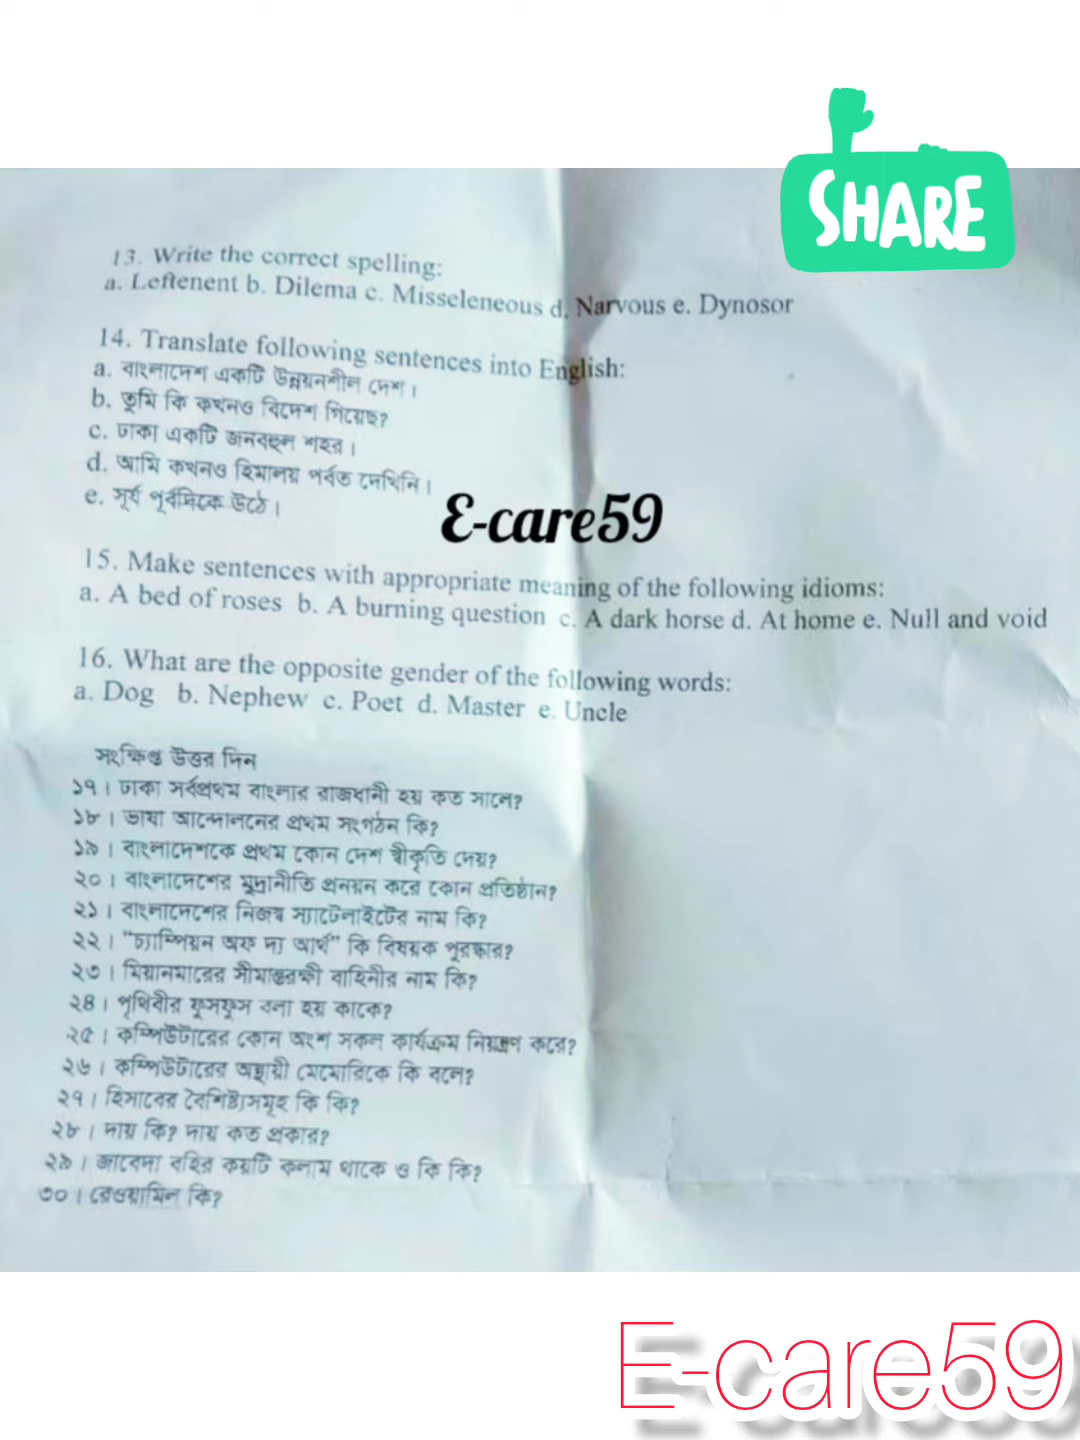 SHARE
13. Write the correct spelling:
a. Leftenent b. Dilema c. Misseleneous d. Narvous e. Dynosor
14. Translate following sentences into English:
a. বাংলাদেশ একটি উন্নয়নশীল দেশ।
b. তুমি কি কখনও বিদেশ গিয়েছ?
c. ঢাকা একটি জনবহুল শহর।
d. আমি কখনও হিমালয় পর্বত দেখিনি।
e. সূর্য পূর্বদিকে উঠে।
E-care59
15. Make sentences with appropriate meaning of the following idioms:
a. A bed of roses b. A burning question c. A dark horse d. At home e. Null and void
16. What are the opposite gender of the following words:
a. Dog b. Nephew c. Poet d. Master e. Uncle
সংক্ষিপ্ত উত্তর দিন
১৭। ঢাকা সর্বপ্রথম বাংলার রাজধানী হয় কত সালে?
১৮। ভাষা আন্দোলনের প্রথম সংগঠন কি?
১৯। বাংলাদেশকে প্রথম কোন দেশ স্বীকৃতি দেয়?
২০। বাংলাদেশের মুদ্রানীতি প্রনয়ন করে কোন প্রতিষ্ঠান?
২১। বাংলাদেশের নিজস্ব স্যাটেলাইটের নাম কি?
২২। “চ্যাম্পিয়ন অফ দ্য আর্থ” কি বিষয়ক পুরস্কার?
২৩। মিয়ানমারের সীমান্তরক্ষী বাহিনীর নাম কি?
২৪। পৃথিবীর ফুসফুস বলা হয় কাকে?
২৫। কম্পিউটারের কোন অংশ সকল কার্যক্রম নিয়ন্ত্রণ করে?
২৬। কম্পিউটারের অস্থায়ী মেমোরিকে কি বলে?
২৭। হিসাবের বৈশিষ্ট্যসমূহ কি কি?
২৮। দায় কি? দায় কত প্রকার?
২৯। জাবেদা বহির কয়টি কলাম থাকে ও কি কি?
৩০। রেওয়ামিল কি?
E-care59